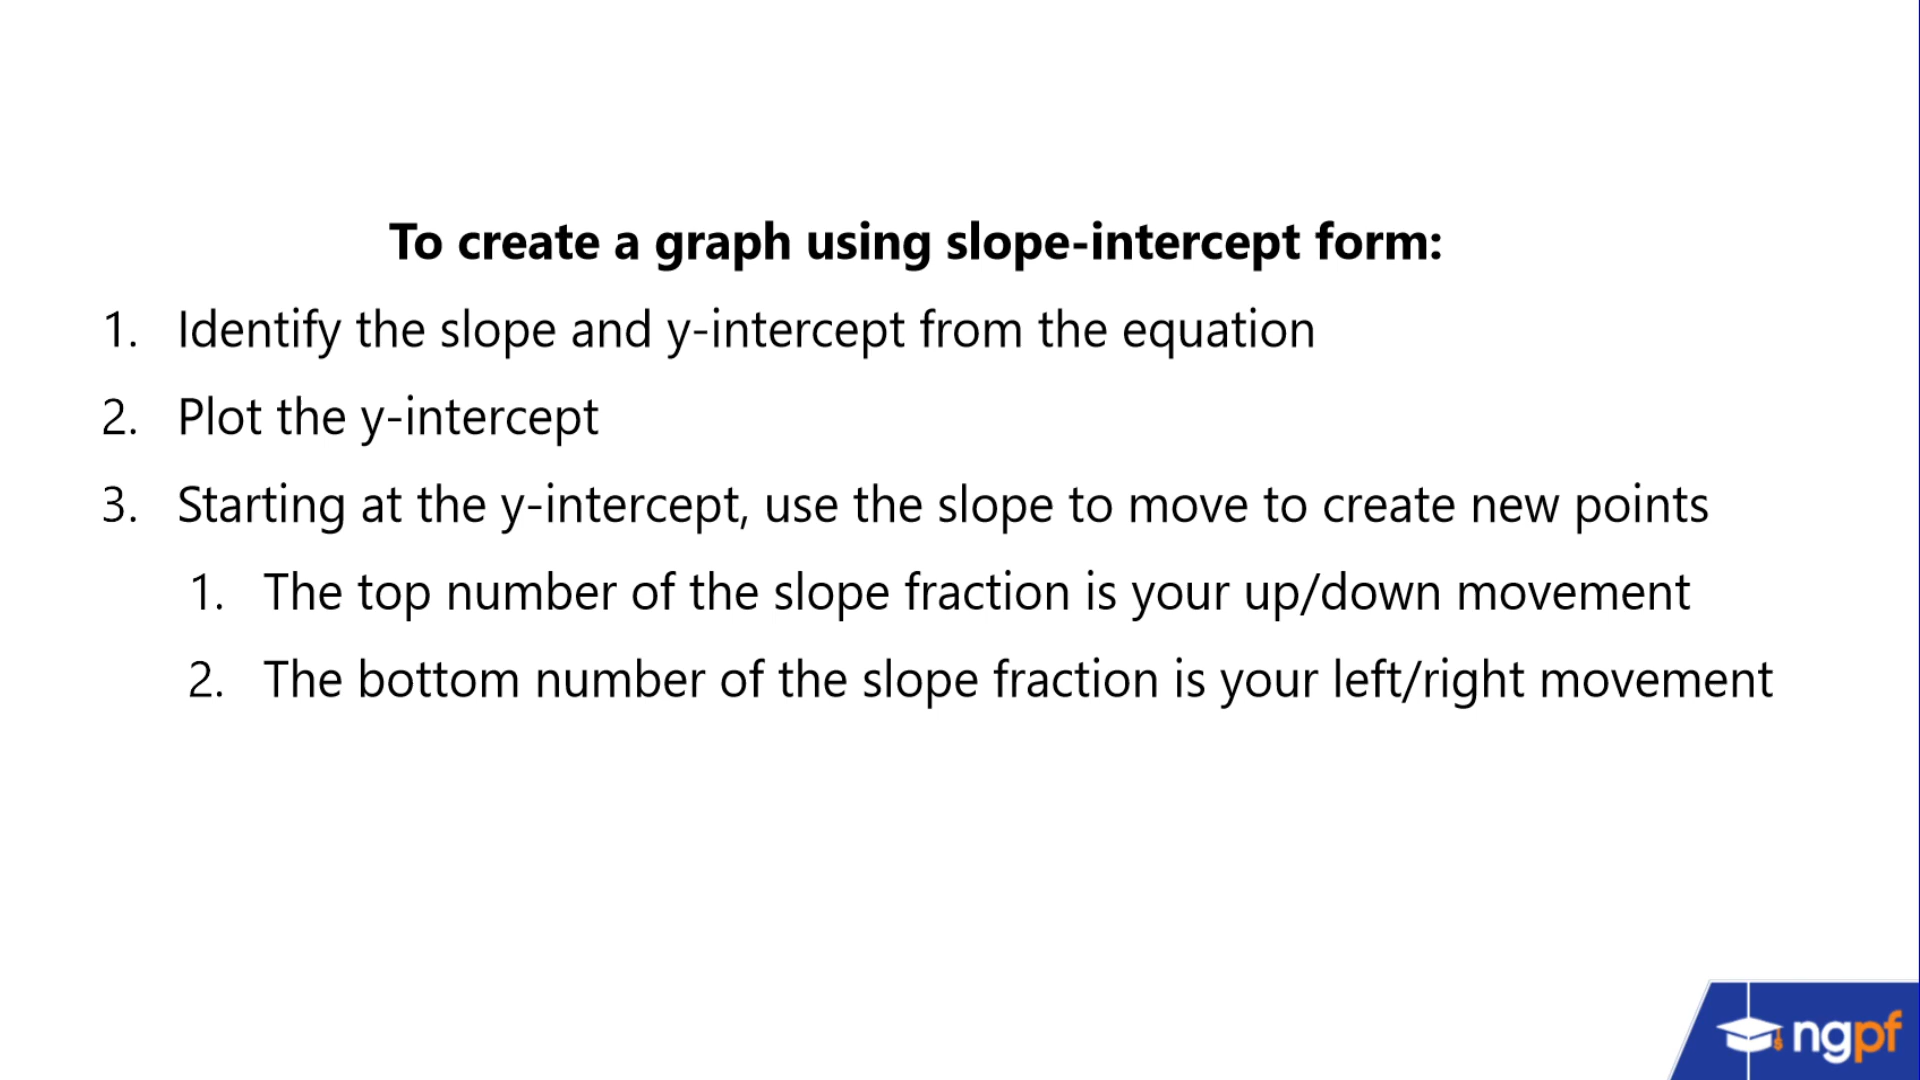 To create a graph using slope-intercept form:
1. Identify the slope and y-intercept from the equation
2. Plot the y-intercept
3. Starting at the y-intercept, use the slope to move to create new points
1. The top number of the slope fraction is your up/down movement
2. The bottom number of the slope fraction is your left/right movement
ngpf